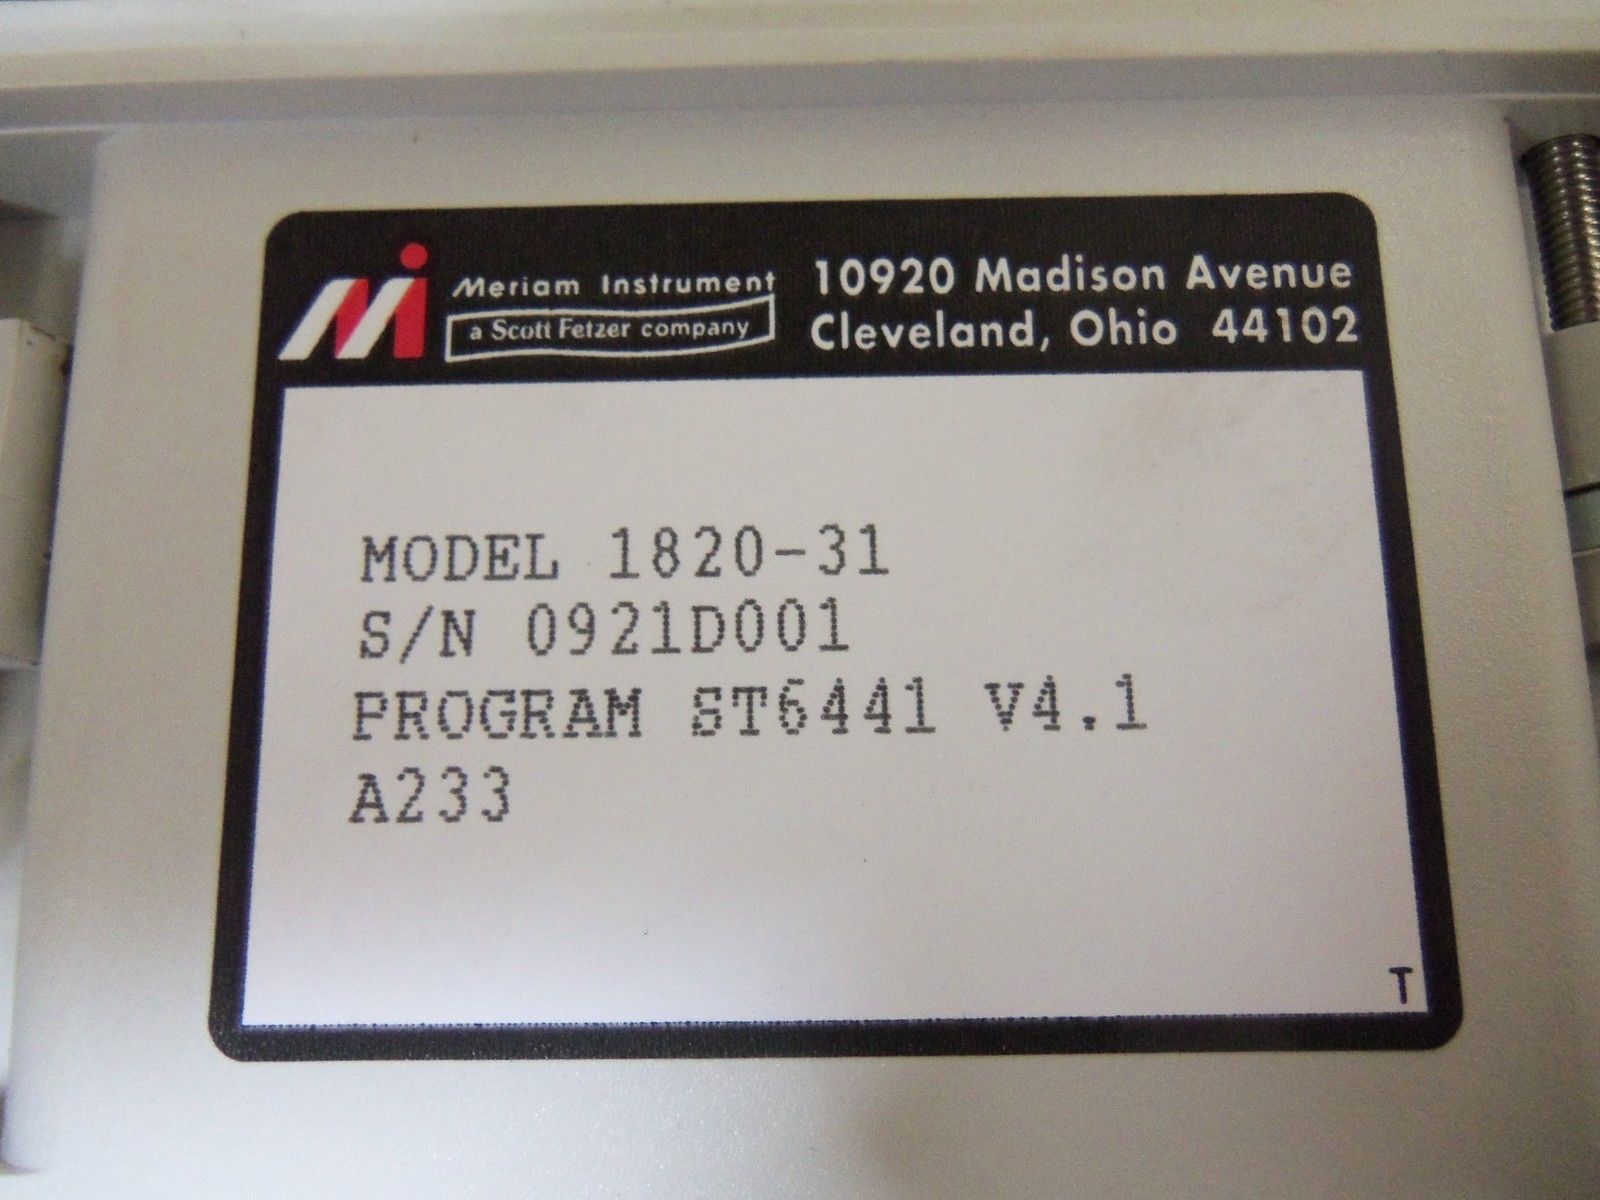 Meriam Instrument
a Scott Fetzer company
10920 Madison Avenue
Cleveland, Ohio 44102
MODEL 1820-31
S/N 0921D001
PROGRAM ST6441 V4.1
A233
T